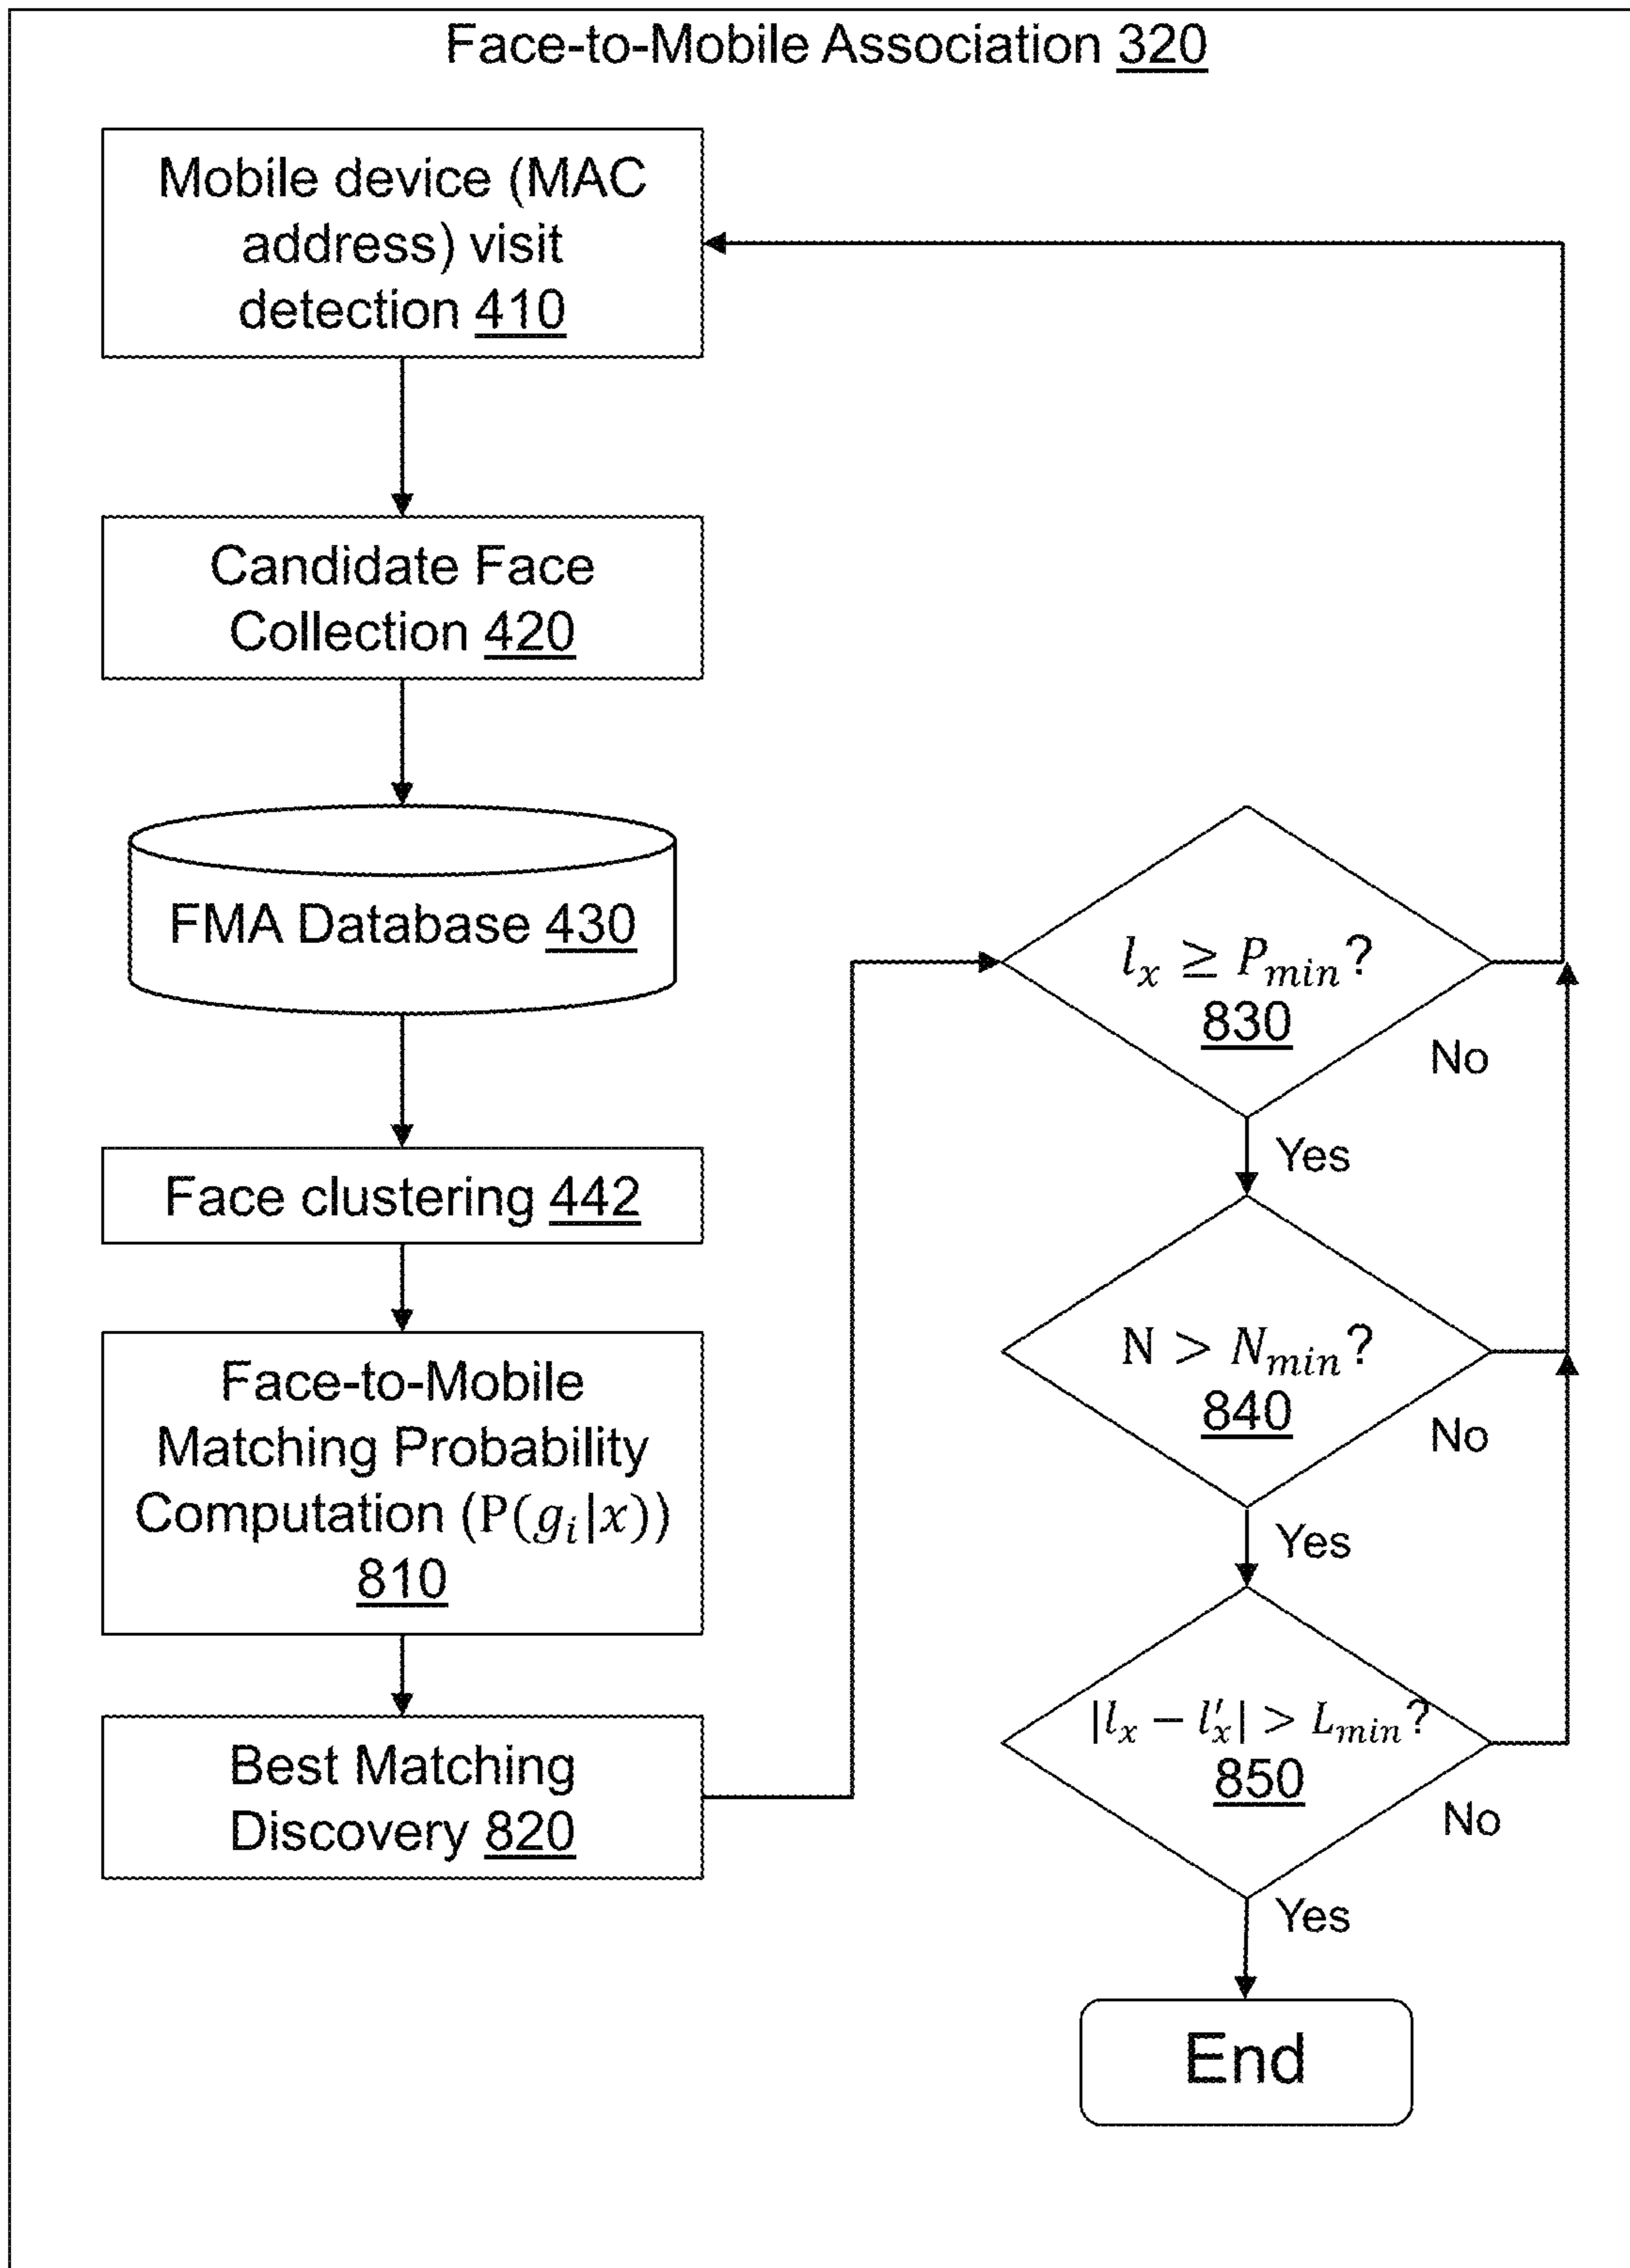 Face-to-Mobile Association 320
Mobile device (MAC
address) visit
detection 410
Candidate Face
Collection 420
FMA Database 430
Face clustering 442
Face-to-Mobile
Matching Probability
Computation (P(g_i|x))
810
Best Matching
Discovery 820
l_x ≥ P_min?
830
No
Yes
N > N_min?
840
No
Yes
|l_x − l′_x| > L_min?
850
No
Yes
End